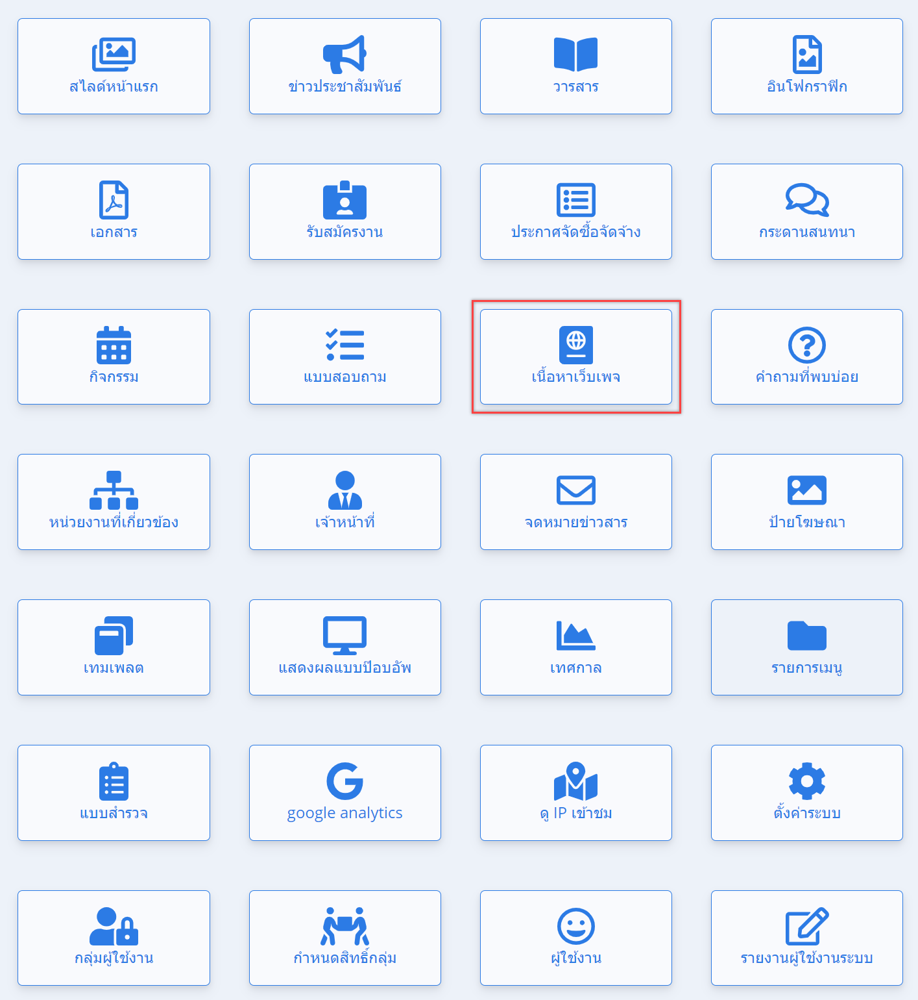 สไลด์หน้าแรก
ข่าวประชาสัมพันธ์
วารสาร
อินโฟกราฟิก
เอกสาร
รับสมัครงาน
ประกาศจัดซื้อจัดจ้าง
กระดานสนทนา
กิจกรรม
แบบสอบถาม
เนื้อหาเว็บเพจ
คำถามที่พบบ่อย
หน่วยงานที่เกี่ยวข้อง
เจ้าหน้าที่
จดหมายข่าวสาร
ป้ายโฆษณา
เทมเพลต
แสดงผลแบบป๊อบอัพ
เทศกาล
รายการเมนู
แบบสำรวจ
google analytics
ดู IP เข้าชม
ตั้งค่าระบบ
กลุ่มผู้ใช้งาน
กำหนดสิทธิ์กลุ่ม
ผู้ใช้งาน
รายงานผู้ใช้งานระบบ